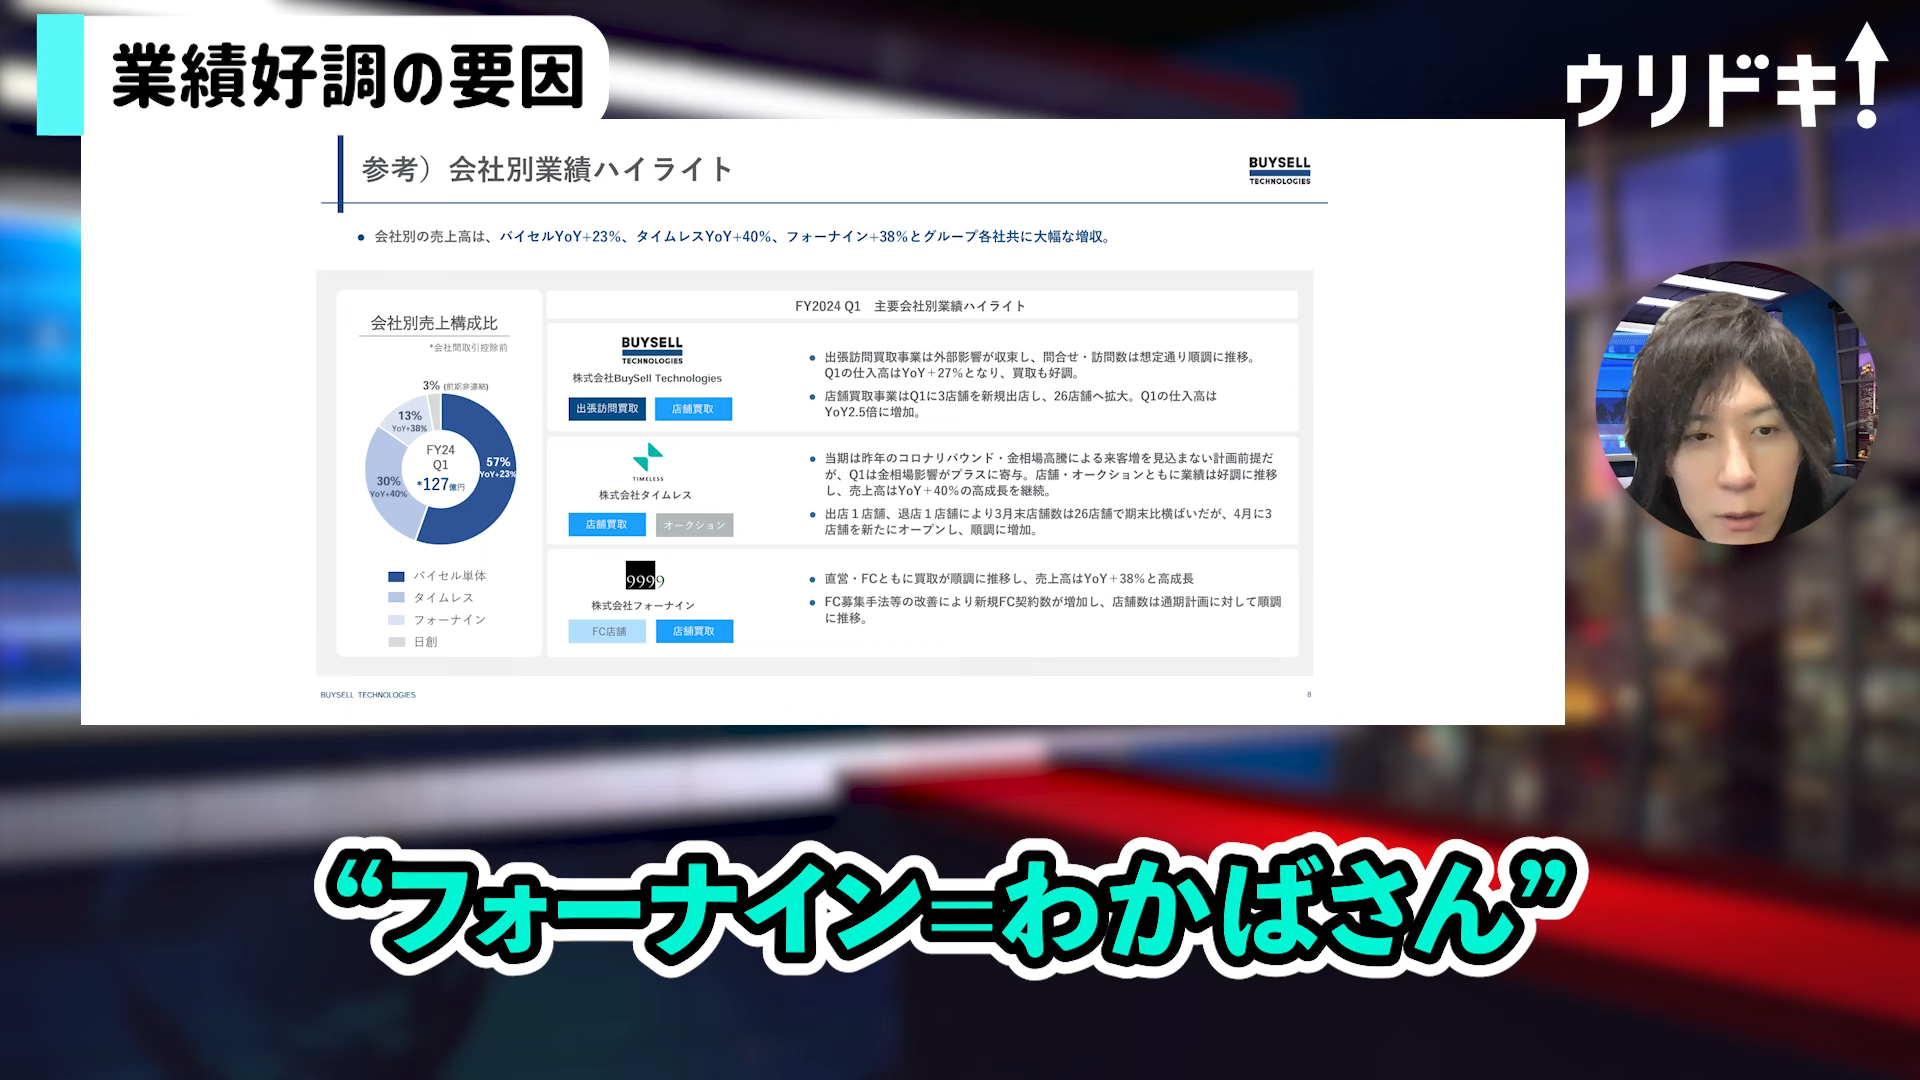 業績好調の要因
ウリドキ!
参考）会社別業績ハイライト
BUYSELL
TECHNOLOGIES
● 会社別の売上高は、バイセルYoY+23%、タイムレスYoY+40%、フォーナイン+38%とグループ各社共に大幅な増収。
会社別売上構成比
*会社間取引控除前
3% (前期非連結)
13%
YoY+38%
57%
YoY+23%
30%
YoY+40%
FY24
Q1
*127億円
バイセル単体
タイムレス
フォーナイン
日創
FY2024 Q1 主要会社別業績ハイライト
BUYSELL
TECHNOLOGIES
株式会社BuySell Technologies
出張訪問買取 店舗買取
● 出張訪問買取事業は外部影響が収束し、問合せ・訪問数は想定通り順調に推移。
Q1の仕入高はYoY＋27%となり、買取も好調。
● 店舗買取事業はQ1に3店舗を新規出店し、26店舗へ拡大。Q1の仕入高は
YoY2.5倍に増加。
TIMELESS
株式会社タイムレス
店舗買取 オークション
● 当期は昨年のコロナリバウンド・金相場高騰による来客増を見込まない計画前提だ
が、Q1は金相場影響がプラスに寄与。店舗・オークションともに業績は好調に推移
し、売上高はYoY＋40%の高成長を継続。
● 出店１店舗、退店１店舗により3月末店舗数は26店舗で期末比横ばいだが、4月に3
店舗を新たにオープンし、順調に増加。
9999
株式会社フォーナイン
FC店舗 店舗買取
● 直営・FCともに買取が順調に推移し、売上高はYoY＋38%と高成長
● FC募集手法等の改善により新規FC契約数が増加し、店舗数は通期計画に対して順調
に推移。
BUYSELL TECHNOLOGIES
8
“フォーナイン=わかばさん”